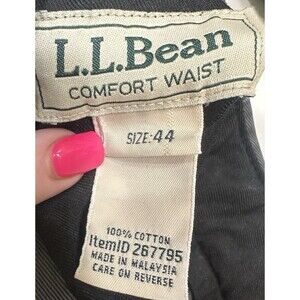 L.L.Bean
COMFORT WAIST
SIZE:44
100% COTTON
ItemID 267795
MADE IN MALAYSIA
CARE ON REVERSE